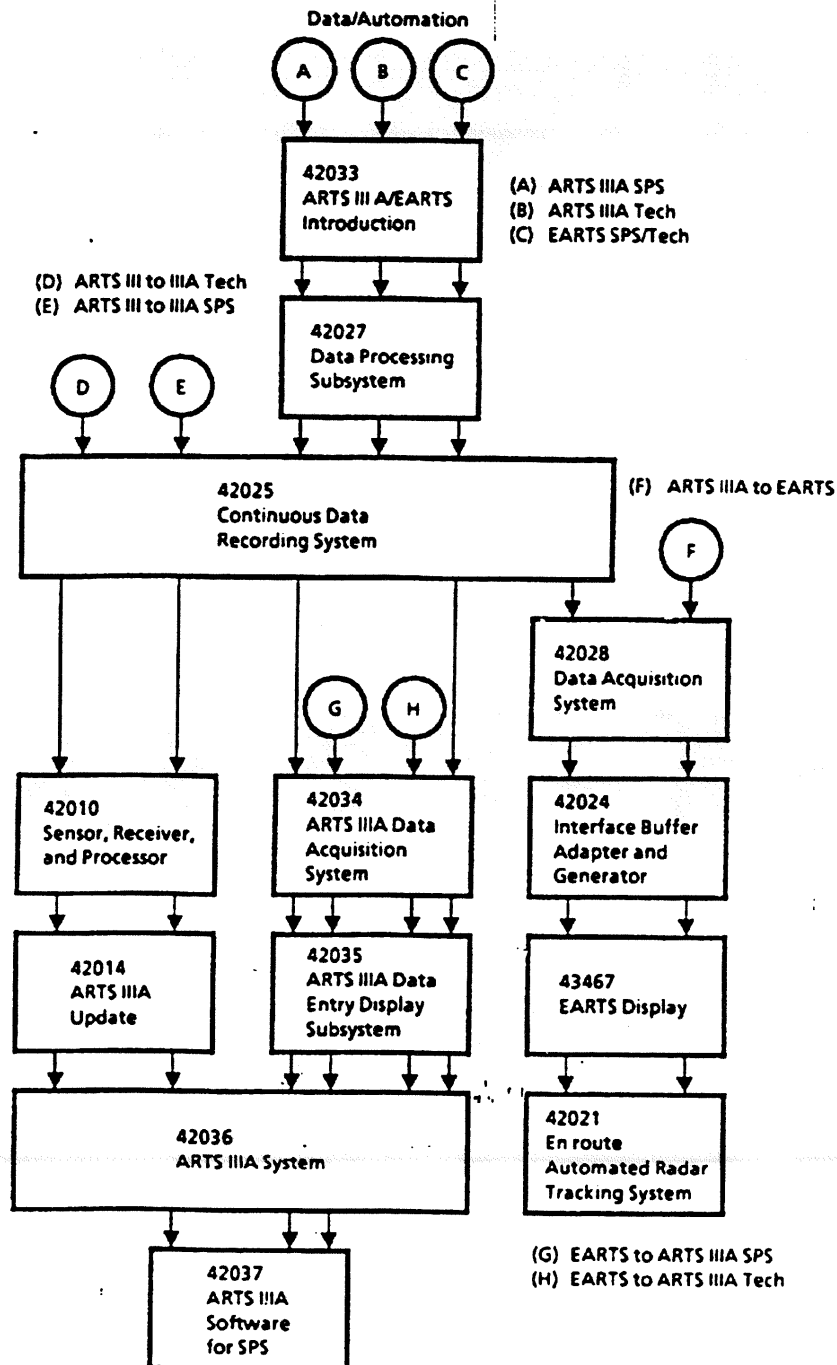 Data/Automation
A
B
C
42033
ARTS III A/EARTS
Introduction
(A) ARTS IIIA SPS
(B) ARTS IIIA Tech
(C) EARTS SPS/Tech
(D) ARTS III to IIIA Tech
(E) ARTS III to IIIA SPS
42027
Data Processing
Subsystem
D
E
42025
Continuous Data
Recording System
(F) ARTS IIIA to EARTS
F
42028
Data Acquisition
System
G
H
42010
Sensor, Receiver,
and Processor
42034
ARTS IIIA Data
Acquisition
System
42024
Interface Buffer
Adapter and
Generator
42014
ARTS IIIA
Update
42035
ARTS IIIA Data
Entry Display
Subsystem
43467
EARTS Display
42036
ARTS IIIA System
42021
En route
Automated Radar
Tracking System
42037
ARTS IIIA
Software
for SPS
(G) EARTS to ARTS IIIA SPS
(H) EARTS to ARTS IIIA Tech